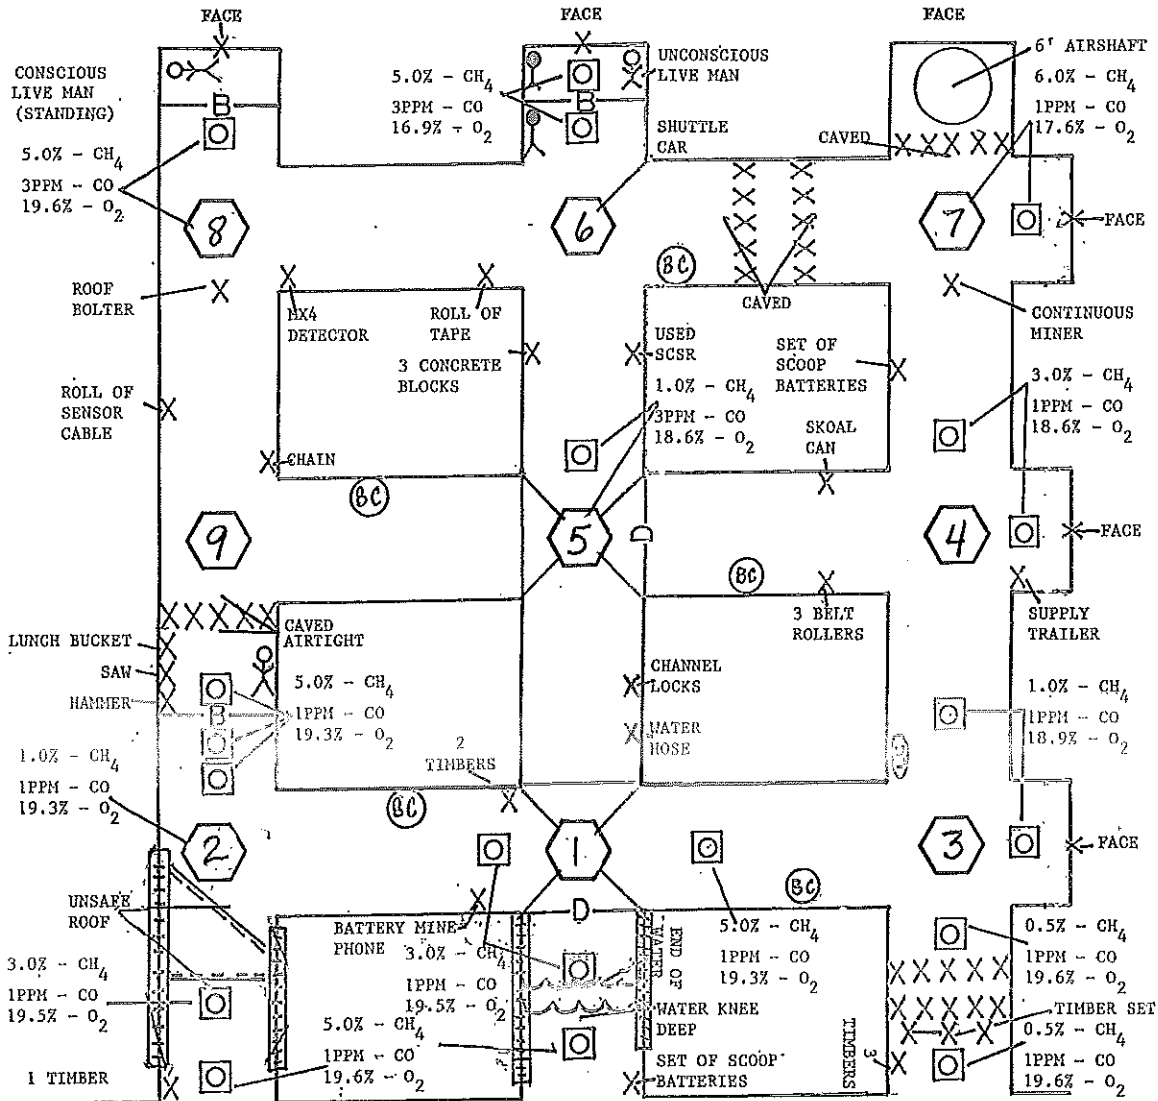 FACE
FACE
FACE
CONSCIOUS
LIVE MAN
(STANDING)
B
5.0% - CH4
3PPM - CO
19.6% - O2
5.0% - CH4
3PPM - CO
16.9% - O2
B
UNCONSCIOUS
LIVE MAN
SHUTTLE
CAR
6' AIRSHAFT
6.0% - CH4
1PPM - CO
17.6% - O2
CAVED
8
6
7
FACE
BC
ROOF
BOLTER
MX4
DETECTOR
ROLL OF
TAPE
CAVED
CONTINUOUS
MINER
3 CONCRETE
BLOCKS
USED
SCSR
SET OF
SCOOP
BATTERIES
ROLL OF
SENSOR
CABLE
1.0% - CH4
3PPM - CO
18.6% - O2
3.0% - CH4
1PPM - CO
18.6% - O2
CHAIN
SKOAL
CAN
BC
9
5
D
4
FACE
BC
3 BELT
ROLLERS
SUPPLY
TRAILER
CAVED
AIRTIGHT
LUNCH BUCKET
SAW
HAMMER
B
5.0% - CH4
1PPM - CO
19.3% - O2
CHANNEL
LOCKS
WATER
HOSE
1.0% - CH4
1PPM - CO
18.9% - O2
1.0% - CH4
1PPM - CO
19.3% - O2
2
TIMBERS
BC
2
1
3
FACE
BC
UNSAFE
ROOF
BATTERY MINE
PHONE
D
END OF
WATER
3.0% - CH4
1PPM - CO
19.5% - O2
3.0% - CH4
1PPM - CO
19.5% - O2
5.0% - CH4
1PPM - CO
19.3% - O2
0.5% - CH4
1PPM - CO
19.6% - O2
WATER KNEE
DEEP
TIMBER SET
5.0% - CH4
1PPM - CO
19.6% - O2
0.5% - CH4
1PPM - CO
19.6% - O2
1 TIMBER
SET OF SCOOP
BATTERIES
3
TIMBERS